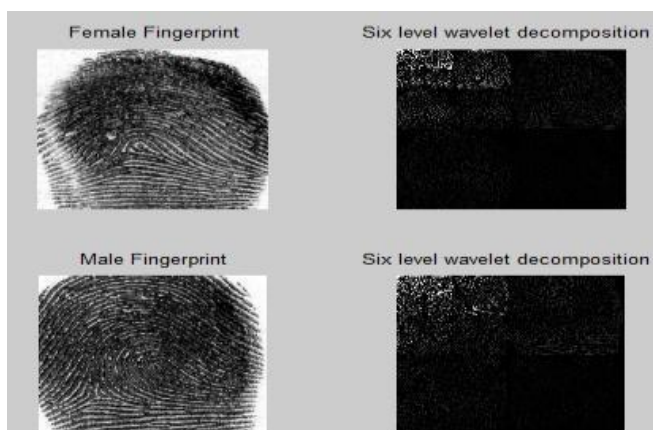 Female Fingerprint
Six level wavelet decomposition
Male Fingerprint
Six level wavelet decomposition